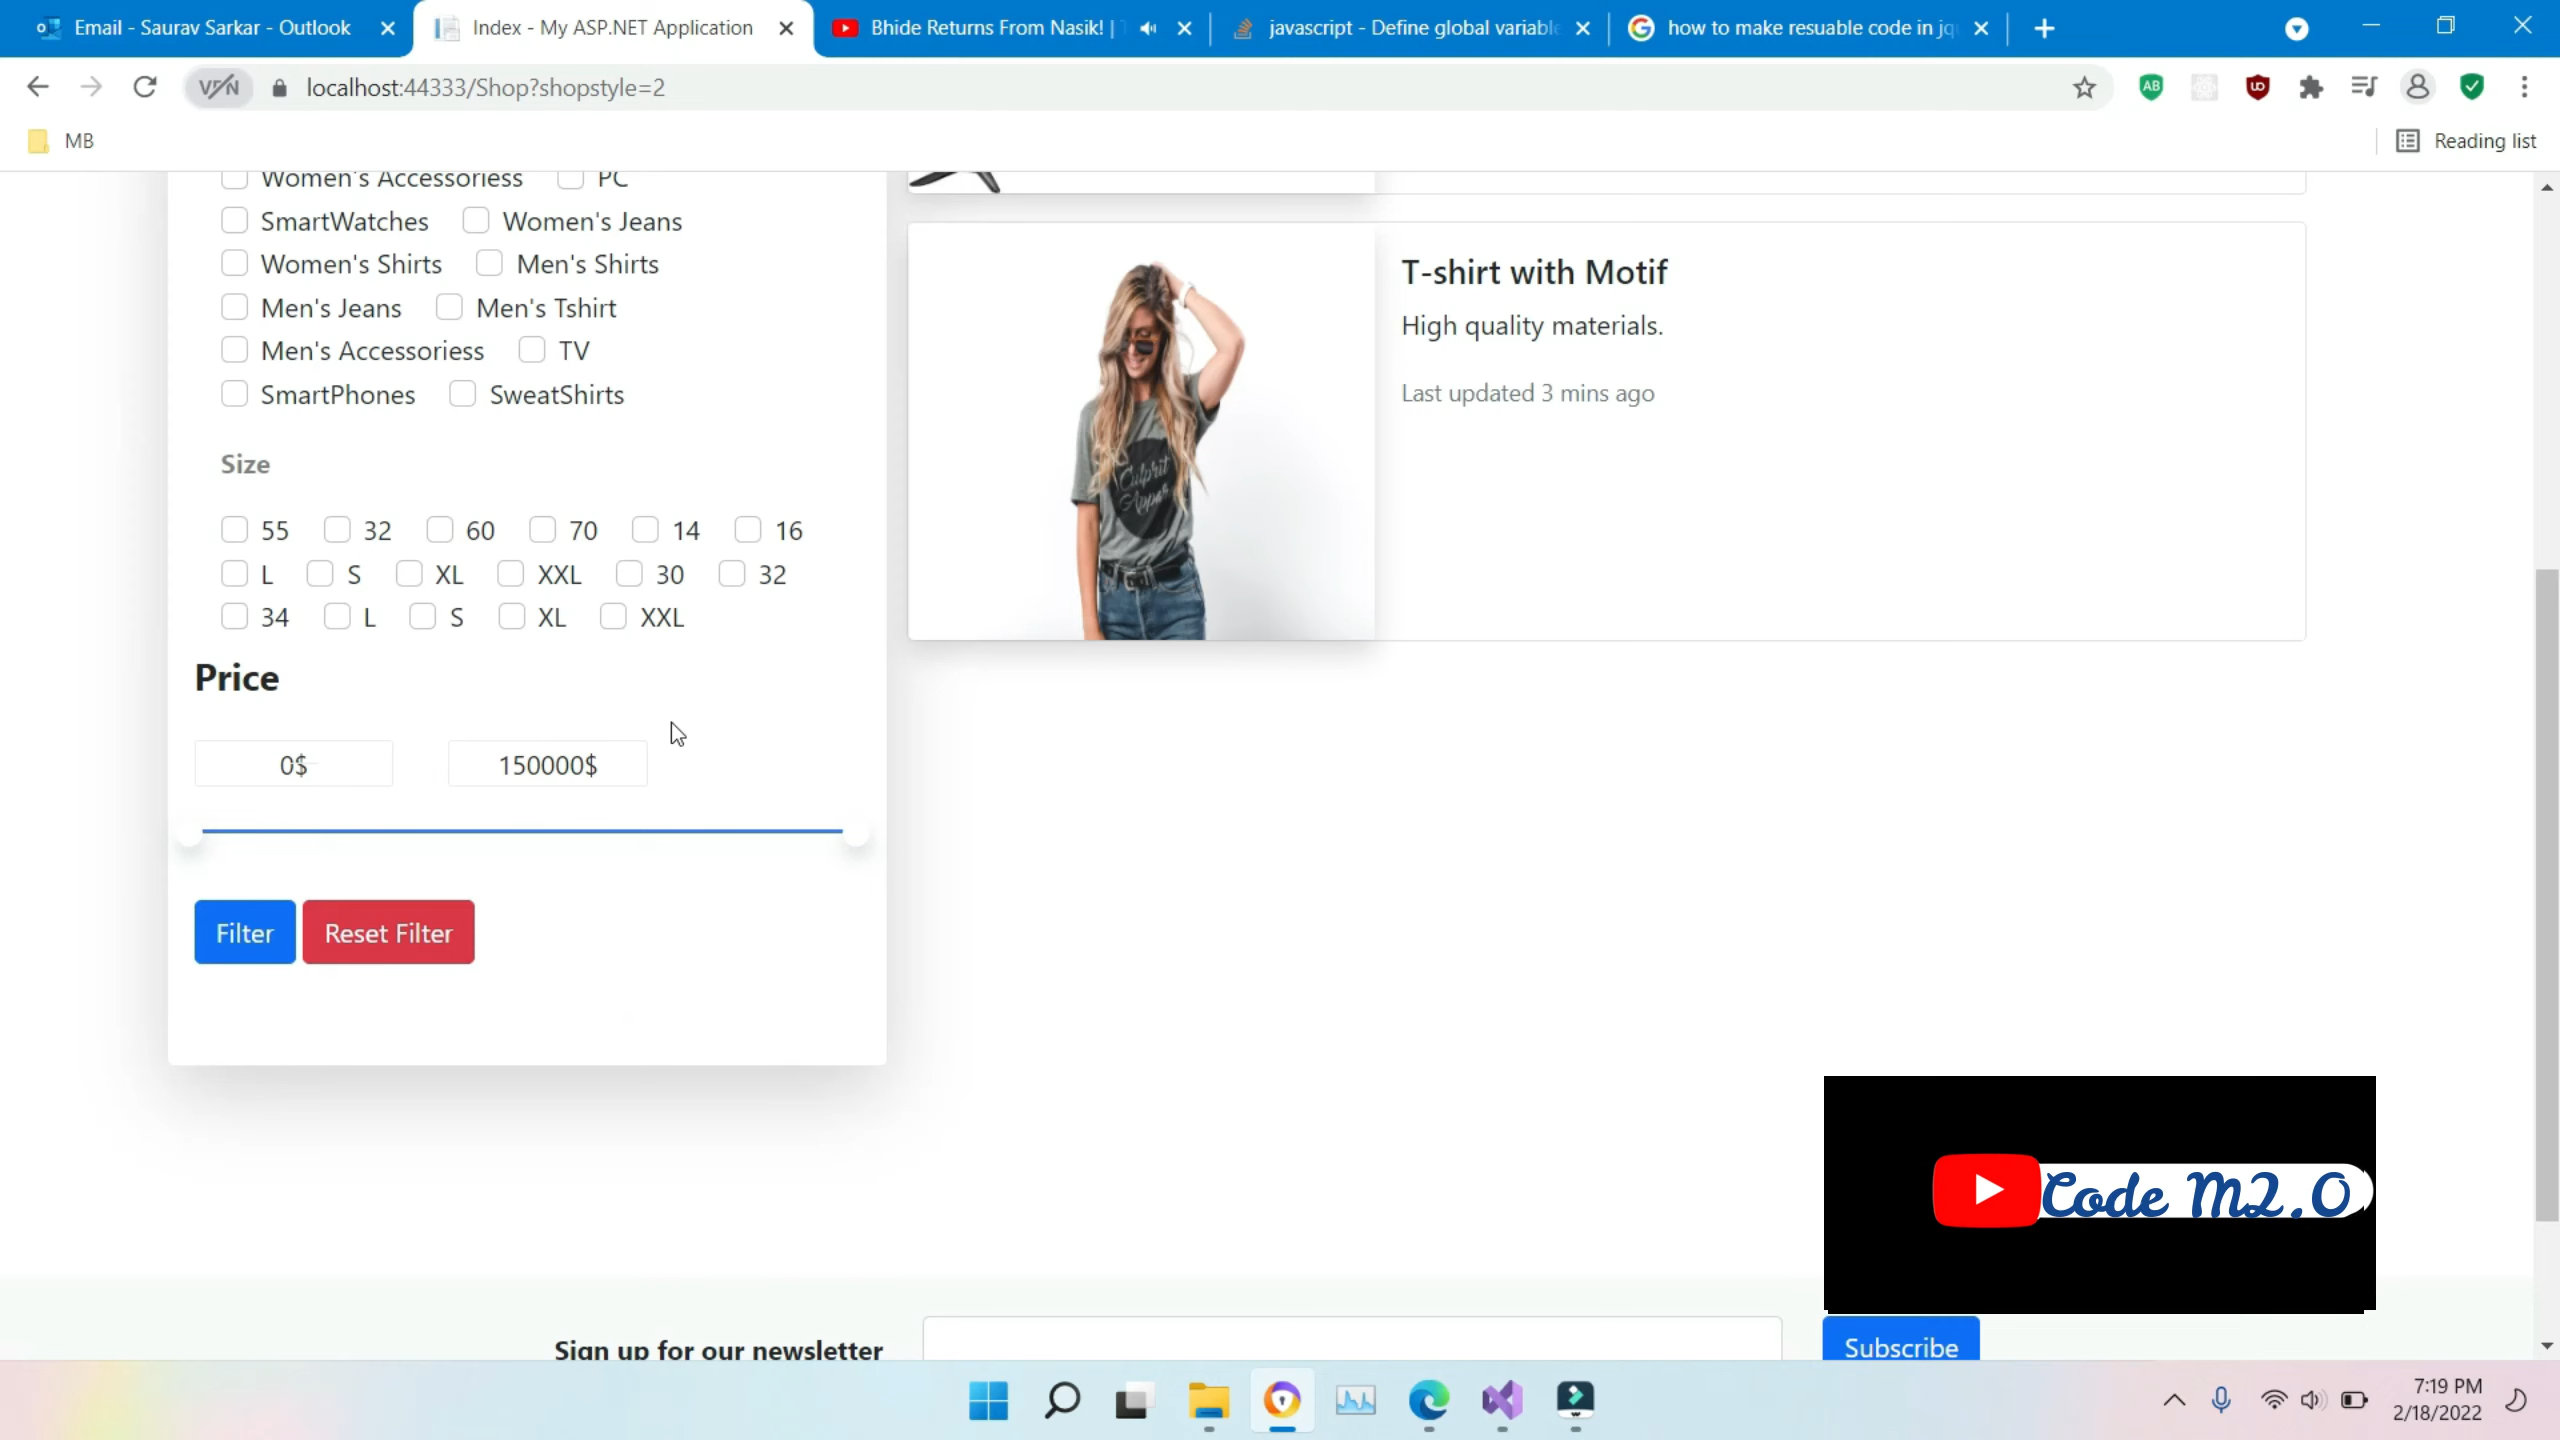 Email - Saurav Sarkar - Outlook
Index - My ASP.NET Application
Bhide Returns From Nasik! |
javascript - Define global variable
how to make resuable code in jq
VPN
localhost:44333/Shop?shopstyle=2
MB
Reading list
Women's Accessoriess PC
SmartWatches Women's Jeans
Women's Shirts Men's Shirts
Men's Jeans Men's Tshirt
Men's Accessoriess TV
SmartPhones SweatShirts
Size
55 32 60 70 14 16
L S XL XXL 30 32
34 L S XL XXL
Price
0$ 150000$
Filter Reset Filter
T-shirt with Motif
High quality materials.
Last updated 3 mins ago
Culprit
Code M2.0
Sign up for our newsletter
Subscribe
7:19 PM
2/18/2022